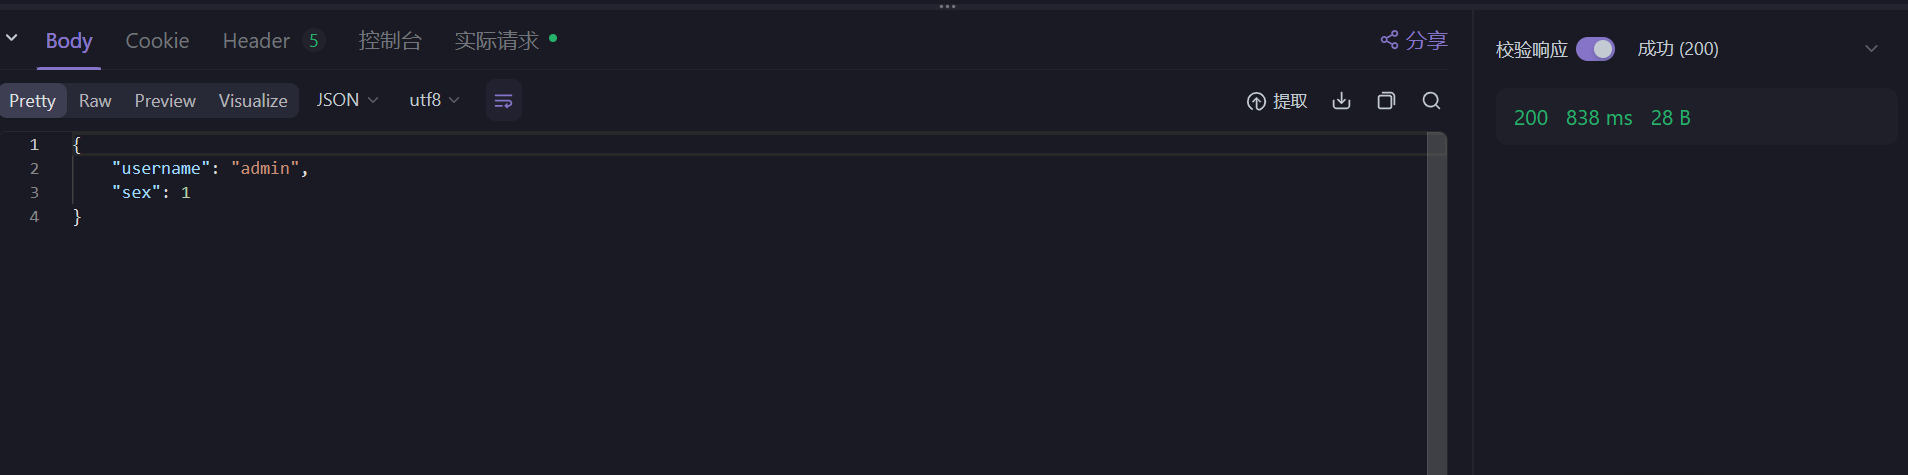 Body Cookie Header 5 控制台 实际请求 分享
校验响应 成功 (200)
Pretty Raw Preview Visualize JSON utf8 提取
200 838 ms 28 B
1 {
2 "username": "admin",
3 "sex": 1
4 }